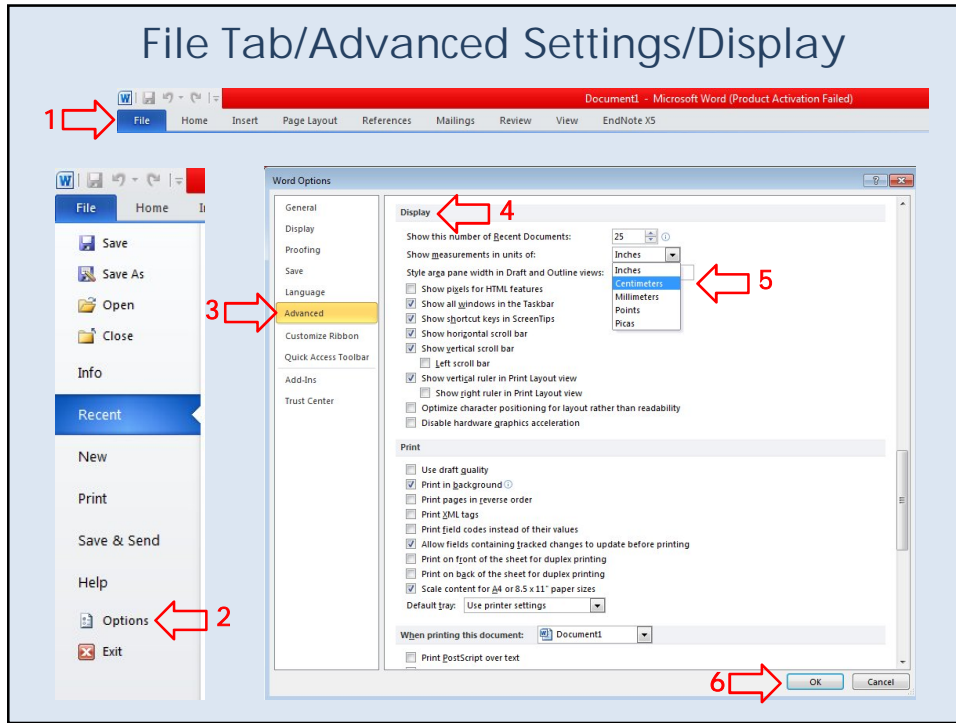 File Tab/Advanced Settings/Display
W
Document1 - Microsoft Word (Product Activation Failed)
1
File Home Insert Page Layout References Mailings Review View EndNote X5
W
File Home I
Save
Save As
Open
Close
Info
Recent
New
Print
Save & Send
Help
Options 2
Exit
Word Options
General
Display
Proofing
Save
Language
3 Advanced
Customize Ribbon
Quick Access Toolbar
Add-Ins
Trust Center
Display 4
Show this number of Recent Documents: 25
Show measurements in units of: Inches
Style area pane width in Draft and Outline views:
Inches
Centimeters 5
Millimeters
Points
Picas
Show pixels for HTML features
Show all windows in the Taskbar
Show shortcut keys in ScreenTips
Show horizontal scroll bar
Show vertical scroll bar
Left scroll bar
Show vertical ruler in Print Layout view
Show right ruler in Print Layout view
Optimize character positioning for layout rather than readability
Disable hardware graphics acceleration
Print
Use draft quality
Print in background
Print pages in reverse order
Print XML tags
Print field codes instead of their values
Allow fields containing tracked changes to update before printing
Print on front of the sheet for duplex printing
Print on back of the sheet for duplex printing
Scale content for A4 or 8.5 x 11" paper sizes
Default tray: Use printer settings
When printing this document: Document1
Print PostScript over text
6 OK Cancel